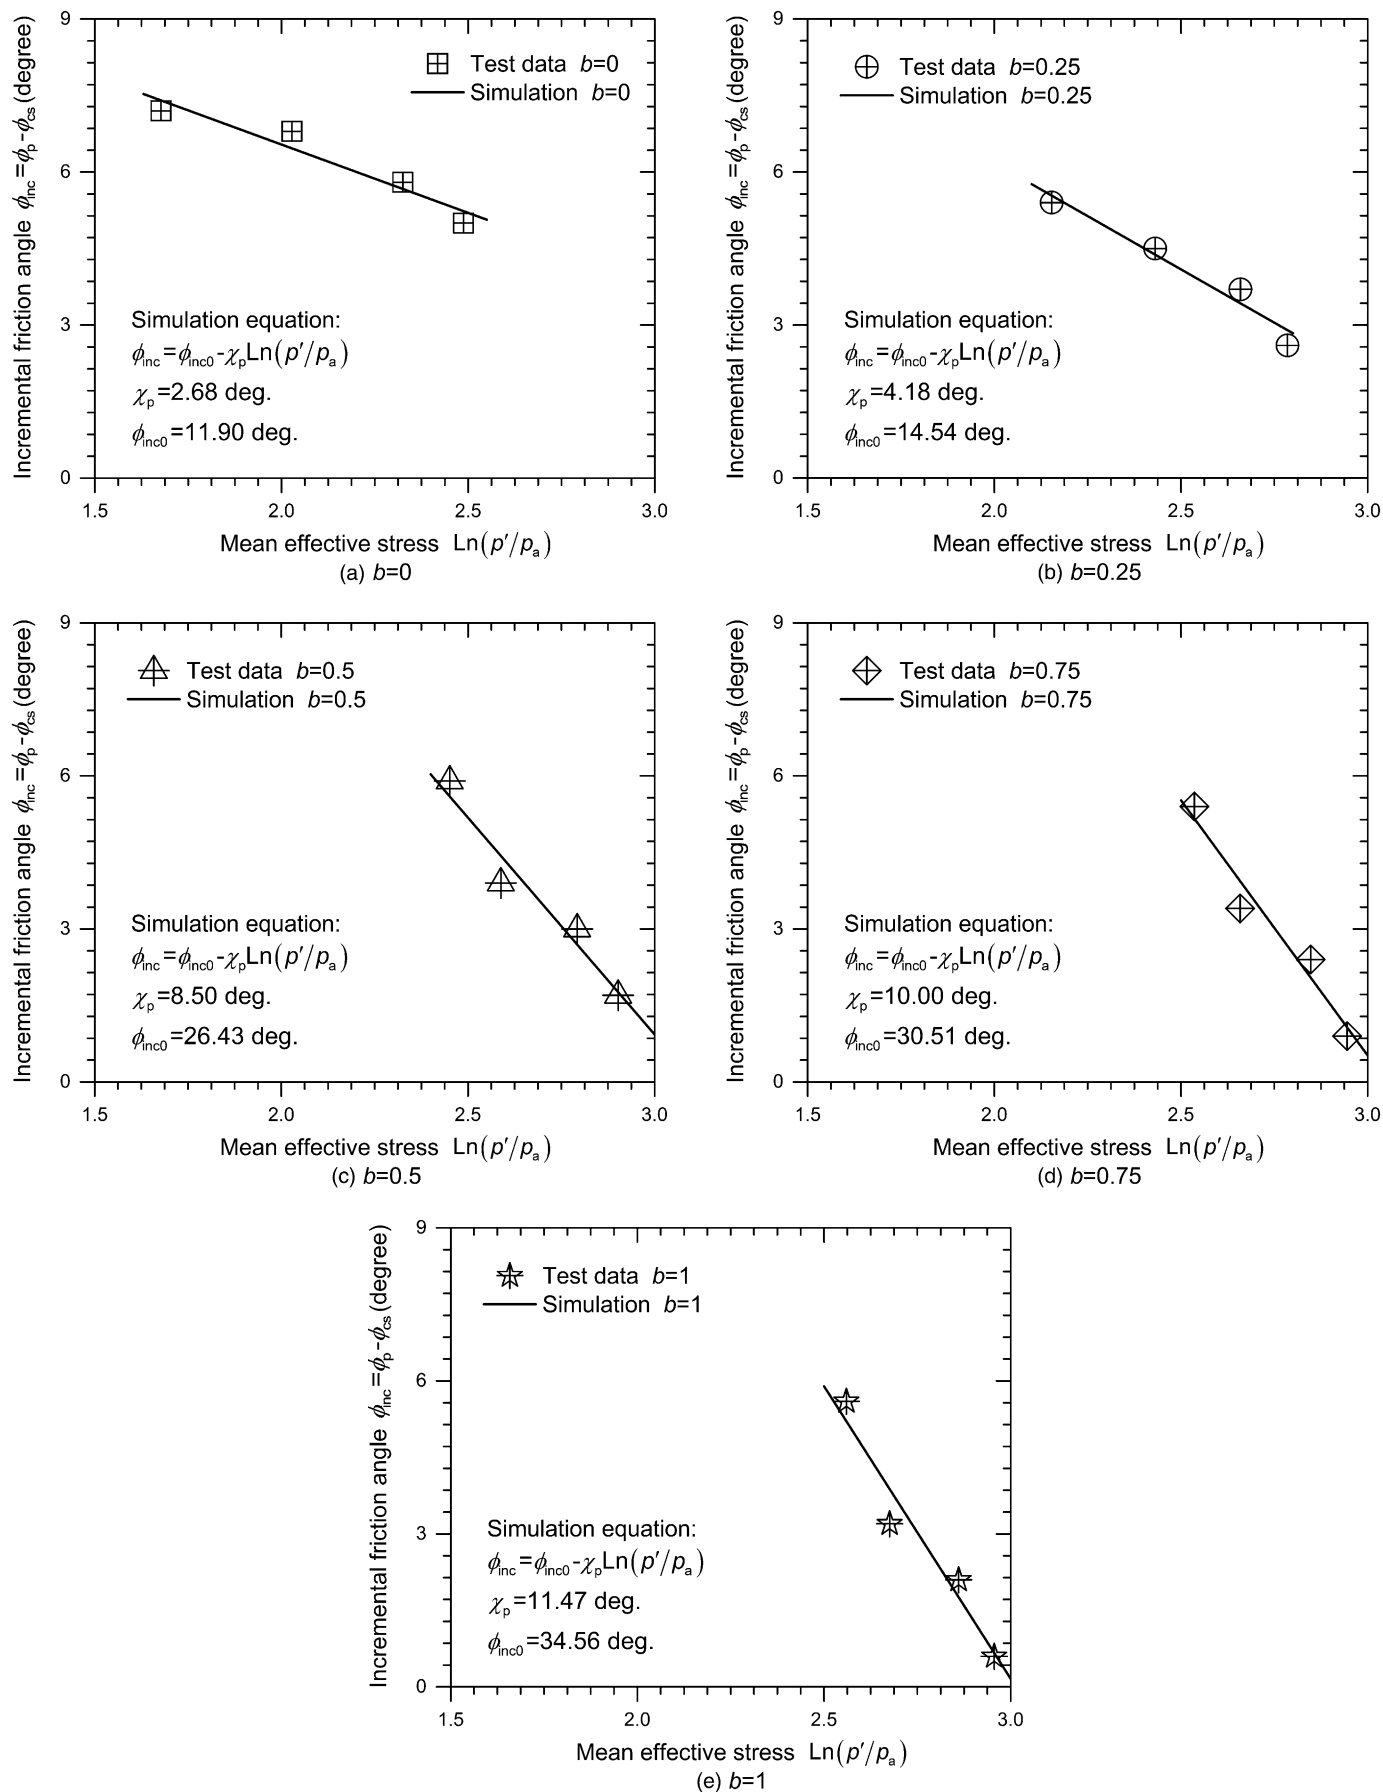 9
6
3
0
Incremental friction angle ϕinc=ϕp-ϕcs(degree)
Test data b=0
Simulation b=0
Simulation equation:
ϕinc=ϕinc0-χpLn(p′/pa)
χp=2.68 deg.
ϕinc0=11.90 deg.
1.5 2.0 2.5 3.0
Mean effective stress Ln(p′/pa)
(a) b=0
9
6
3
0
Incremental friction angle ϕinc=ϕp-ϕcs(degree)
Test data b=0.25
Simulation b=0.25
Simulation equation:
ϕinc=ϕinc0-χpLn(p′/pa)
χp=4.18 deg.
ϕinc0=14.54 deg.
1.5 2.0 2.5 3.0
Mean effective stress Ln(p′/pa)
(b) b=0.25
9
6
3
0
Incremental friction angle ϕinc=ϕp-ϕcs(degree)
Test data b=0.5
Simulation b=0.5
Simulation equation:
ϕinc=ϕinc0-χpLn(p′/pa)
χp=8.50 deg.
ϕinc0=26.43 deg.
1.5 2.0 2.5 3.0
Mean effective stress Ln(p′/pa)
(c) b=0.5
9
6
3
0
Incremental friction angle ϕinc=ϕp-ϕcs(degree)
Test data b=0.75
Simulation b=0.75
Simulation equation:
ϕinc=ϕinc0-χpLn(p′/pa)
χp=10.00 deg.
ϕinc0=30.51 deg.
1.5 2.0 2.5 3.0
Mean effective stress Ln(p′/pa)
(d) b=0.75
9
6
3
0
Incremental friction angle ϕinc=ϕp-ϕcs(degree)
Test data b=1
Simulation b=1
Simulation equation:
ϕinc=ϕinc0-χpLn(p′/pa)
χp=11.47 deg.
ϕinc0=34.56 deg.
1.5 2.0 2.5 3.0
Mean effective stress Ln(p′/pa)
(e) b=1